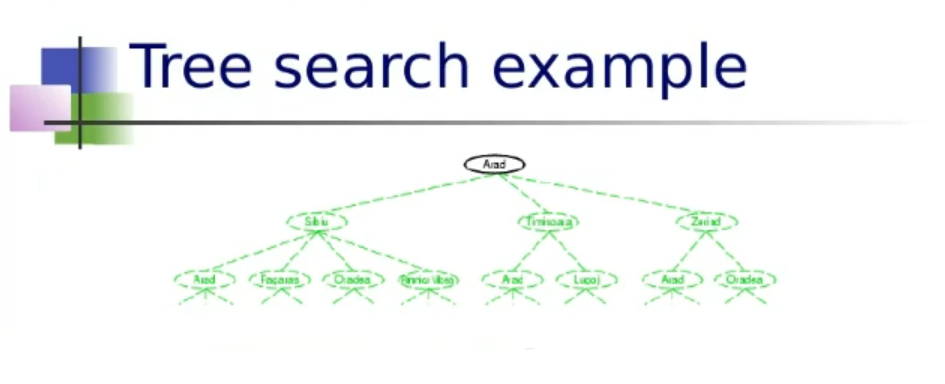 Tree search example
Arad
Sibiu Timisoara Zerind
Arad Fagaras Oradea Rimnicu Vilcea Arad Lugoj Arad Oradea